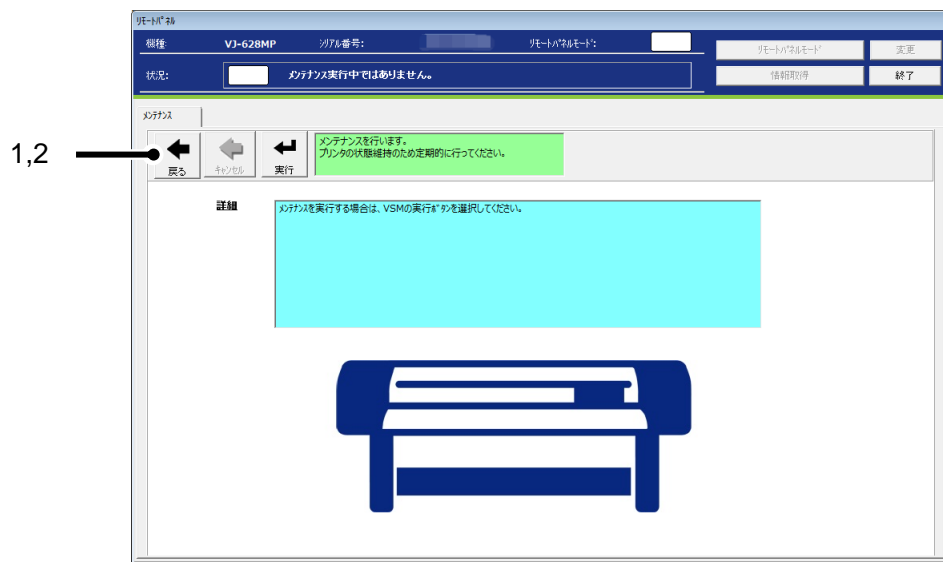 ﾘﾓｰﾄﾊﾟﾈﾙ
機種: VJ-628MP ｼﾘｱﾙ番号: ﾘﾓｰﾄﾊﾟﾈﾙﾓｰﾄﾞ:
ﾘﾓｰﾄﾊﾟﾈﾙﾓｰﾄﾞ 変更
状況: ﾒﾝﾃﾅﾝｽ実行中ではありません。
情報取得 終了
ﾒﾝﾃﾅﾝｽ
1,2
戻る ｷｬﾝｾﾙ 実行
メンテナンスを行います。
プリンタの状態維持のため定期的に行ってください。
詳細
ﾒﾝﾃﾅﾝｽを実行する場合は、VSMの実行ﾎﾞﾀﾝを選択してください。